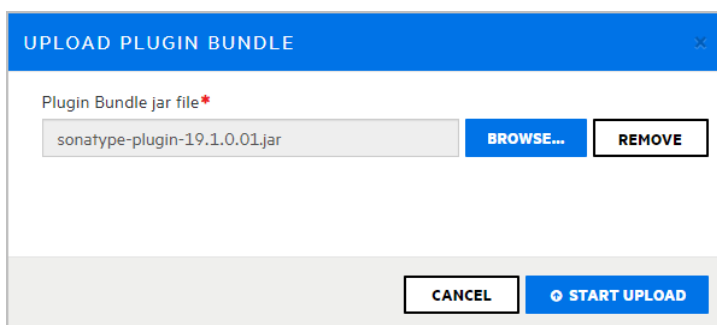 UPLOAD PLUGIN BUNDLE ×
Plugin Bundle jar file*
sonatype-plugin-19.1.0.01.jar BROWSE... REMOVE
CANCEL START UPLOAD